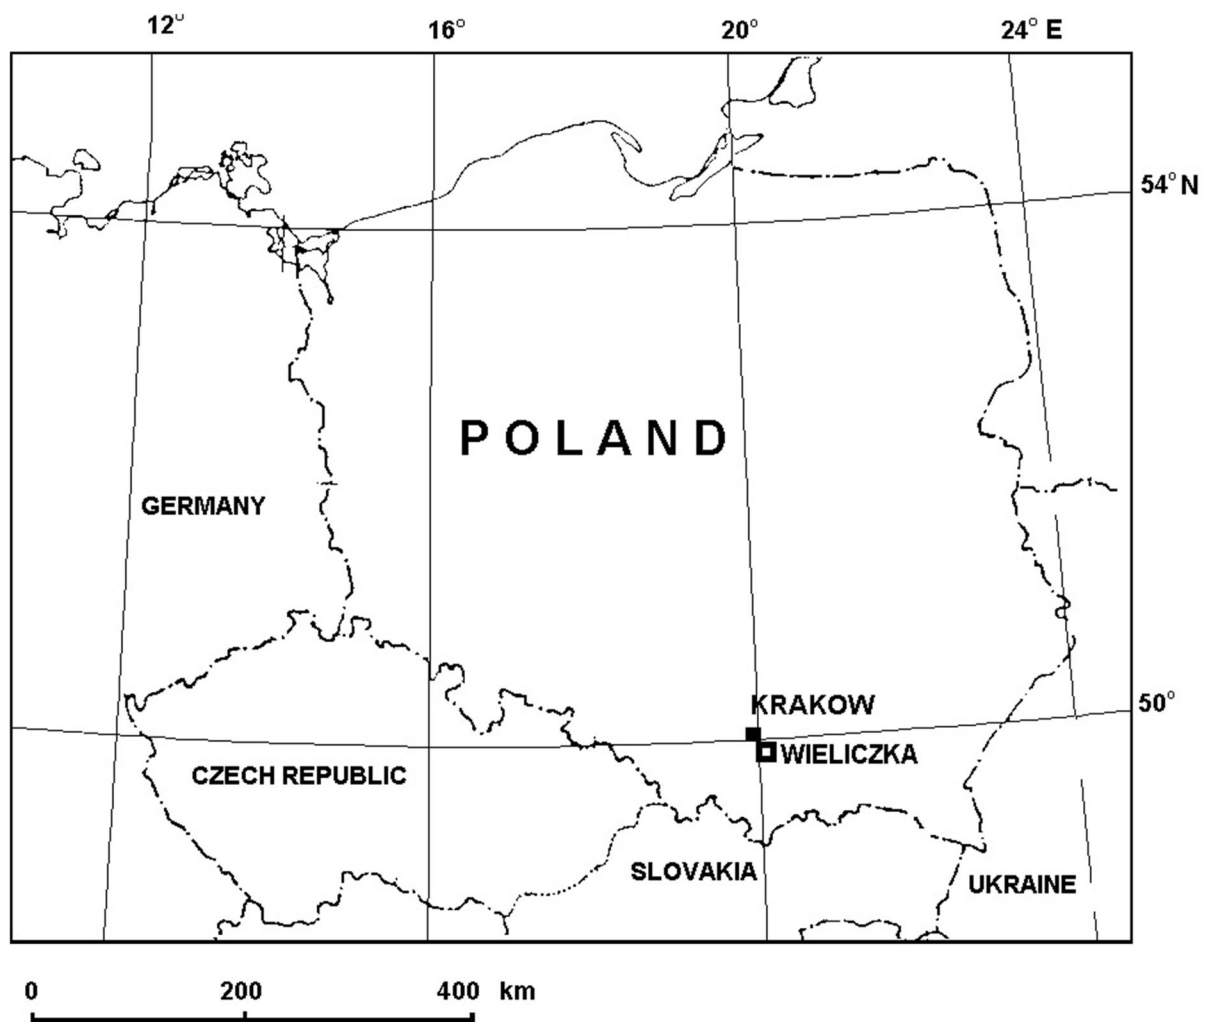 12° 16° 20° 24° E
54° N
POLAND
GERMANY
KRAKOW
50°
WIELICZKA
CZECH REPUBLIC
SLOVAKIA
UKRAINE
0 200 400 km